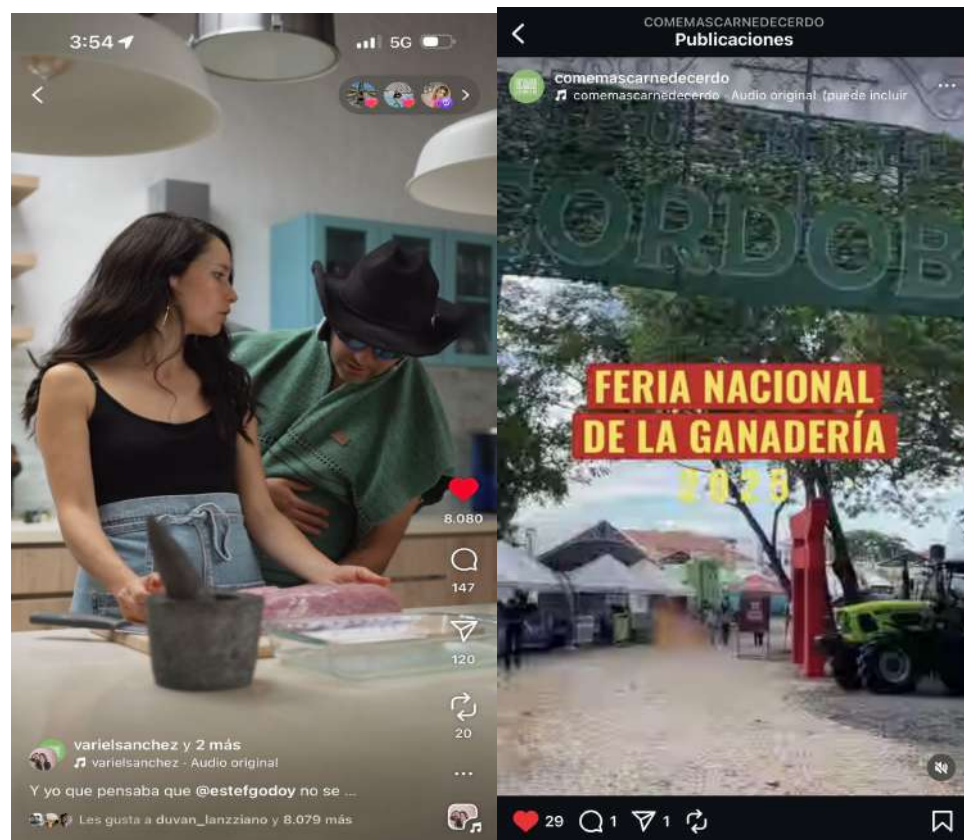 3:54
5G
8.080
147
120
20
varielsanchez y 2 más
varielsanchez · Audio original
Y yo que pensaba que @estefgodoy no se ...
Les gusta a duvan_lanzziano y 8.079 más
COMEMASCARNEDECERDO
Publicaciones
comemascarnedecerdo
comemascarnedecerdo · Audio original (puede incluir
CORDOB
FERIA NACIONAL
DE LA GANADERÍA
2025
29
1
1